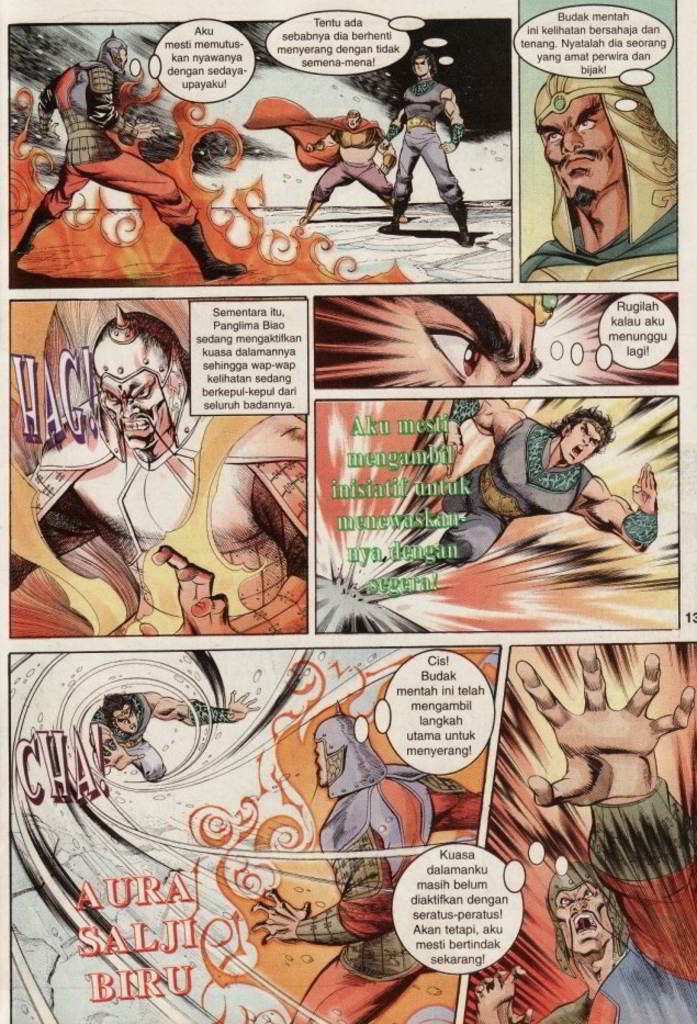 Aku
mesti memutus-
kan nyawanya
dengan sedaya-
upayaku!
Tentu ada
sebabnya dia berhenti
menyerang dengan tidak
semena-mena!
Budak mentah
ini kelihatan bersahaja dan
tenang. Nyatalah dia seorang
yang amat perwira dan
bijak!
HAG!
Sementara itu,
Panglima Biao
sedang mengaktifkan
kuasa dalamannya
sehingga wap-wap
kelihatan sedang
berkepul-kepul dari
seluruh badannya.
Rugilah
kalau aku
menunggu
lagi!
Aku mesti
mengambil
inisiatif untuk
menewaskan-
nya dengan
segera!
13
CHA!
Cis!
Budak
mentah ini telah
mengambil
langkah
utama untuk
menyerang!
AURA
SALJI
BIRU
Kuasa
dalamanku
masih belum
diaktifkan dengan
seratus-peratus!
Akan tetapi, aku
mesti bertindak
sekarang!